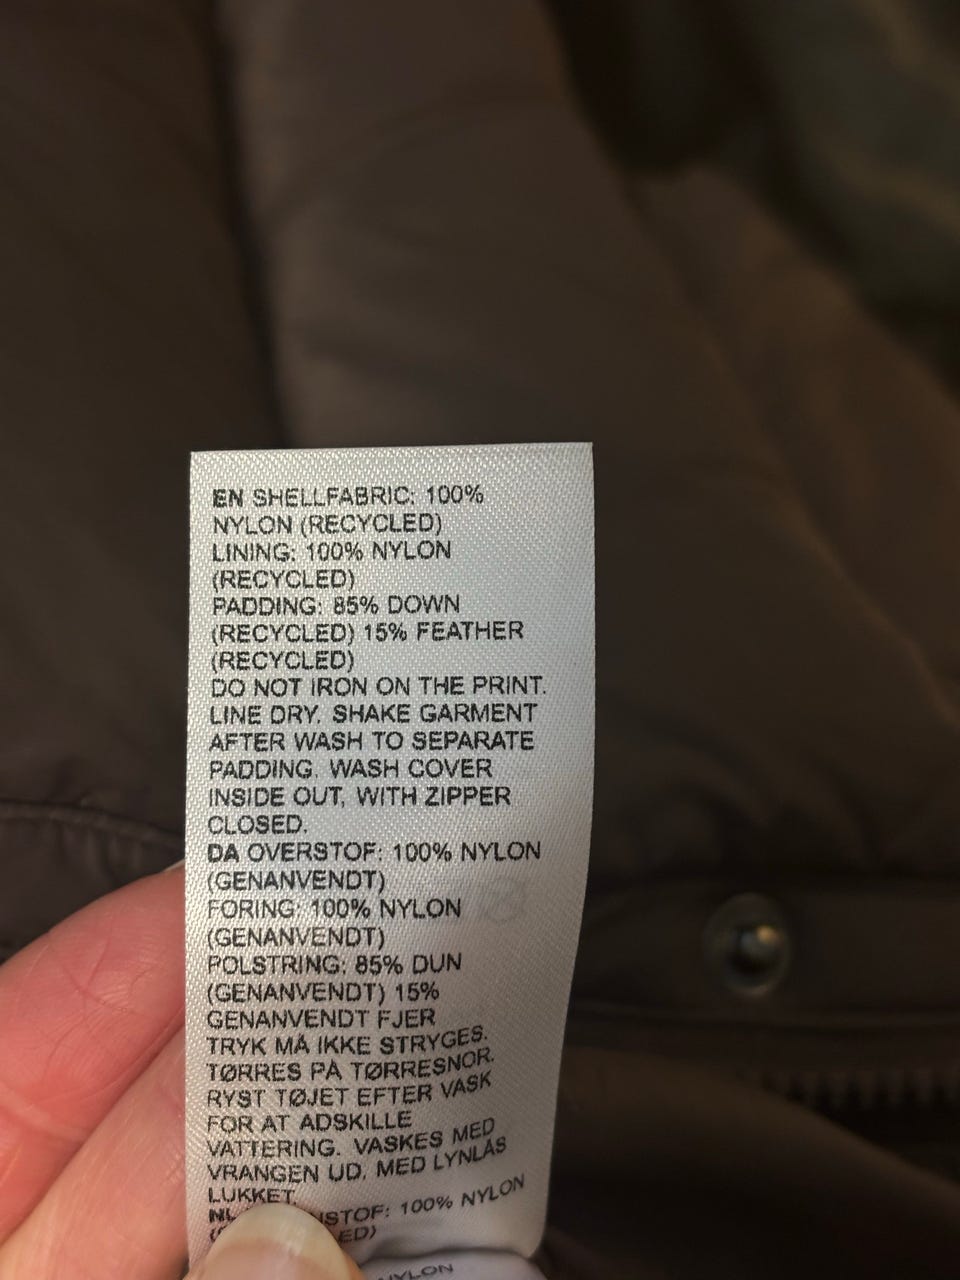 EN SHELLFABRIC: 100%
NYLON (RECYCLED)
LINING: 100% NYLON
(RECYCLED)
PADDING: 85% DOWN
(RECYCLED) 15% FEATHER
(RECYCLED)
DO NOT IRON ON THE PRINT.
LINE DRY. SHAKE GARMENT
AFTER WASH TO SEPARATE
PADDING. WASH COVER
INSIDE OUT, WITH ZIPPER
CLOSED.
DA OVERSTOF: 100% NYLON
(GENANVENDT)
FORING: 100% NYLON
(GENANVENDT)
POLSTRING: 85% DUN
(GENANVENDT) 15%
GENANVENDT FJER
TRYK MÅ IKKE STRYGES.
TØRRES PÅ TØRRESNOR.
RYST TØJET EFTER VASK
FOR AT ADSKILLE
VATTERING. VASKES MED
VRANGEN UD, MED LYNLÅS
LUKKET.
NL 100% NYLON
NYLON